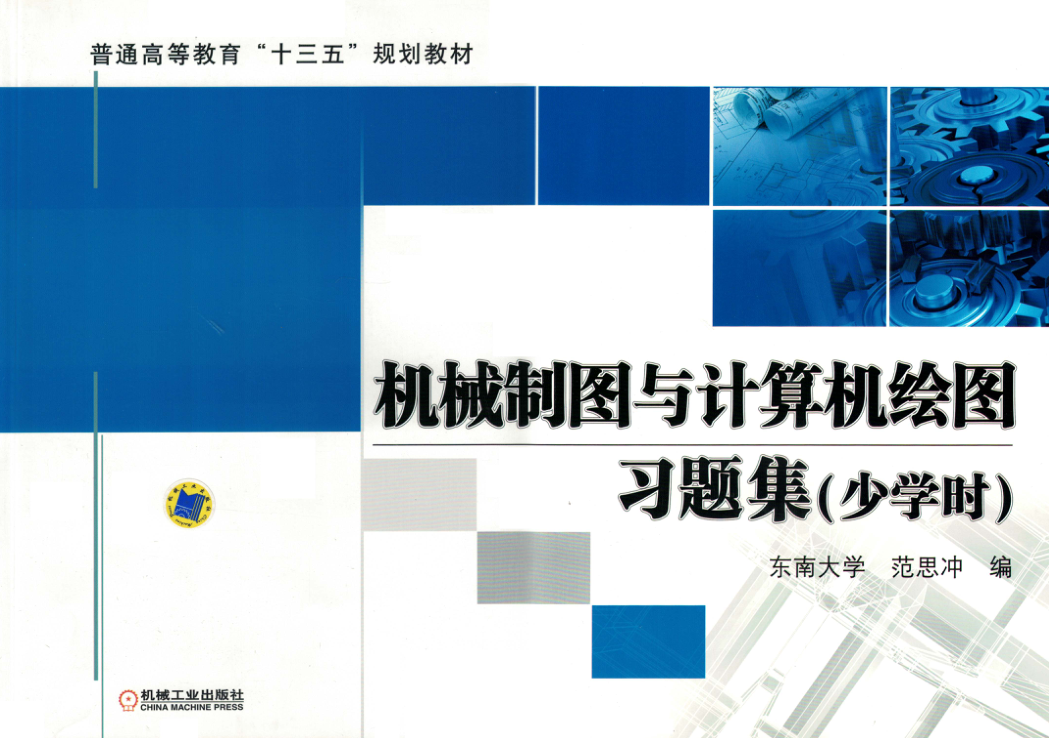 普通高等教育“十三五”规划教材
机械制图与计算机绘图
习题集(少学时)
东南大学 范思冲 编
机械工业出版社
CHINA MACHINE PRESS